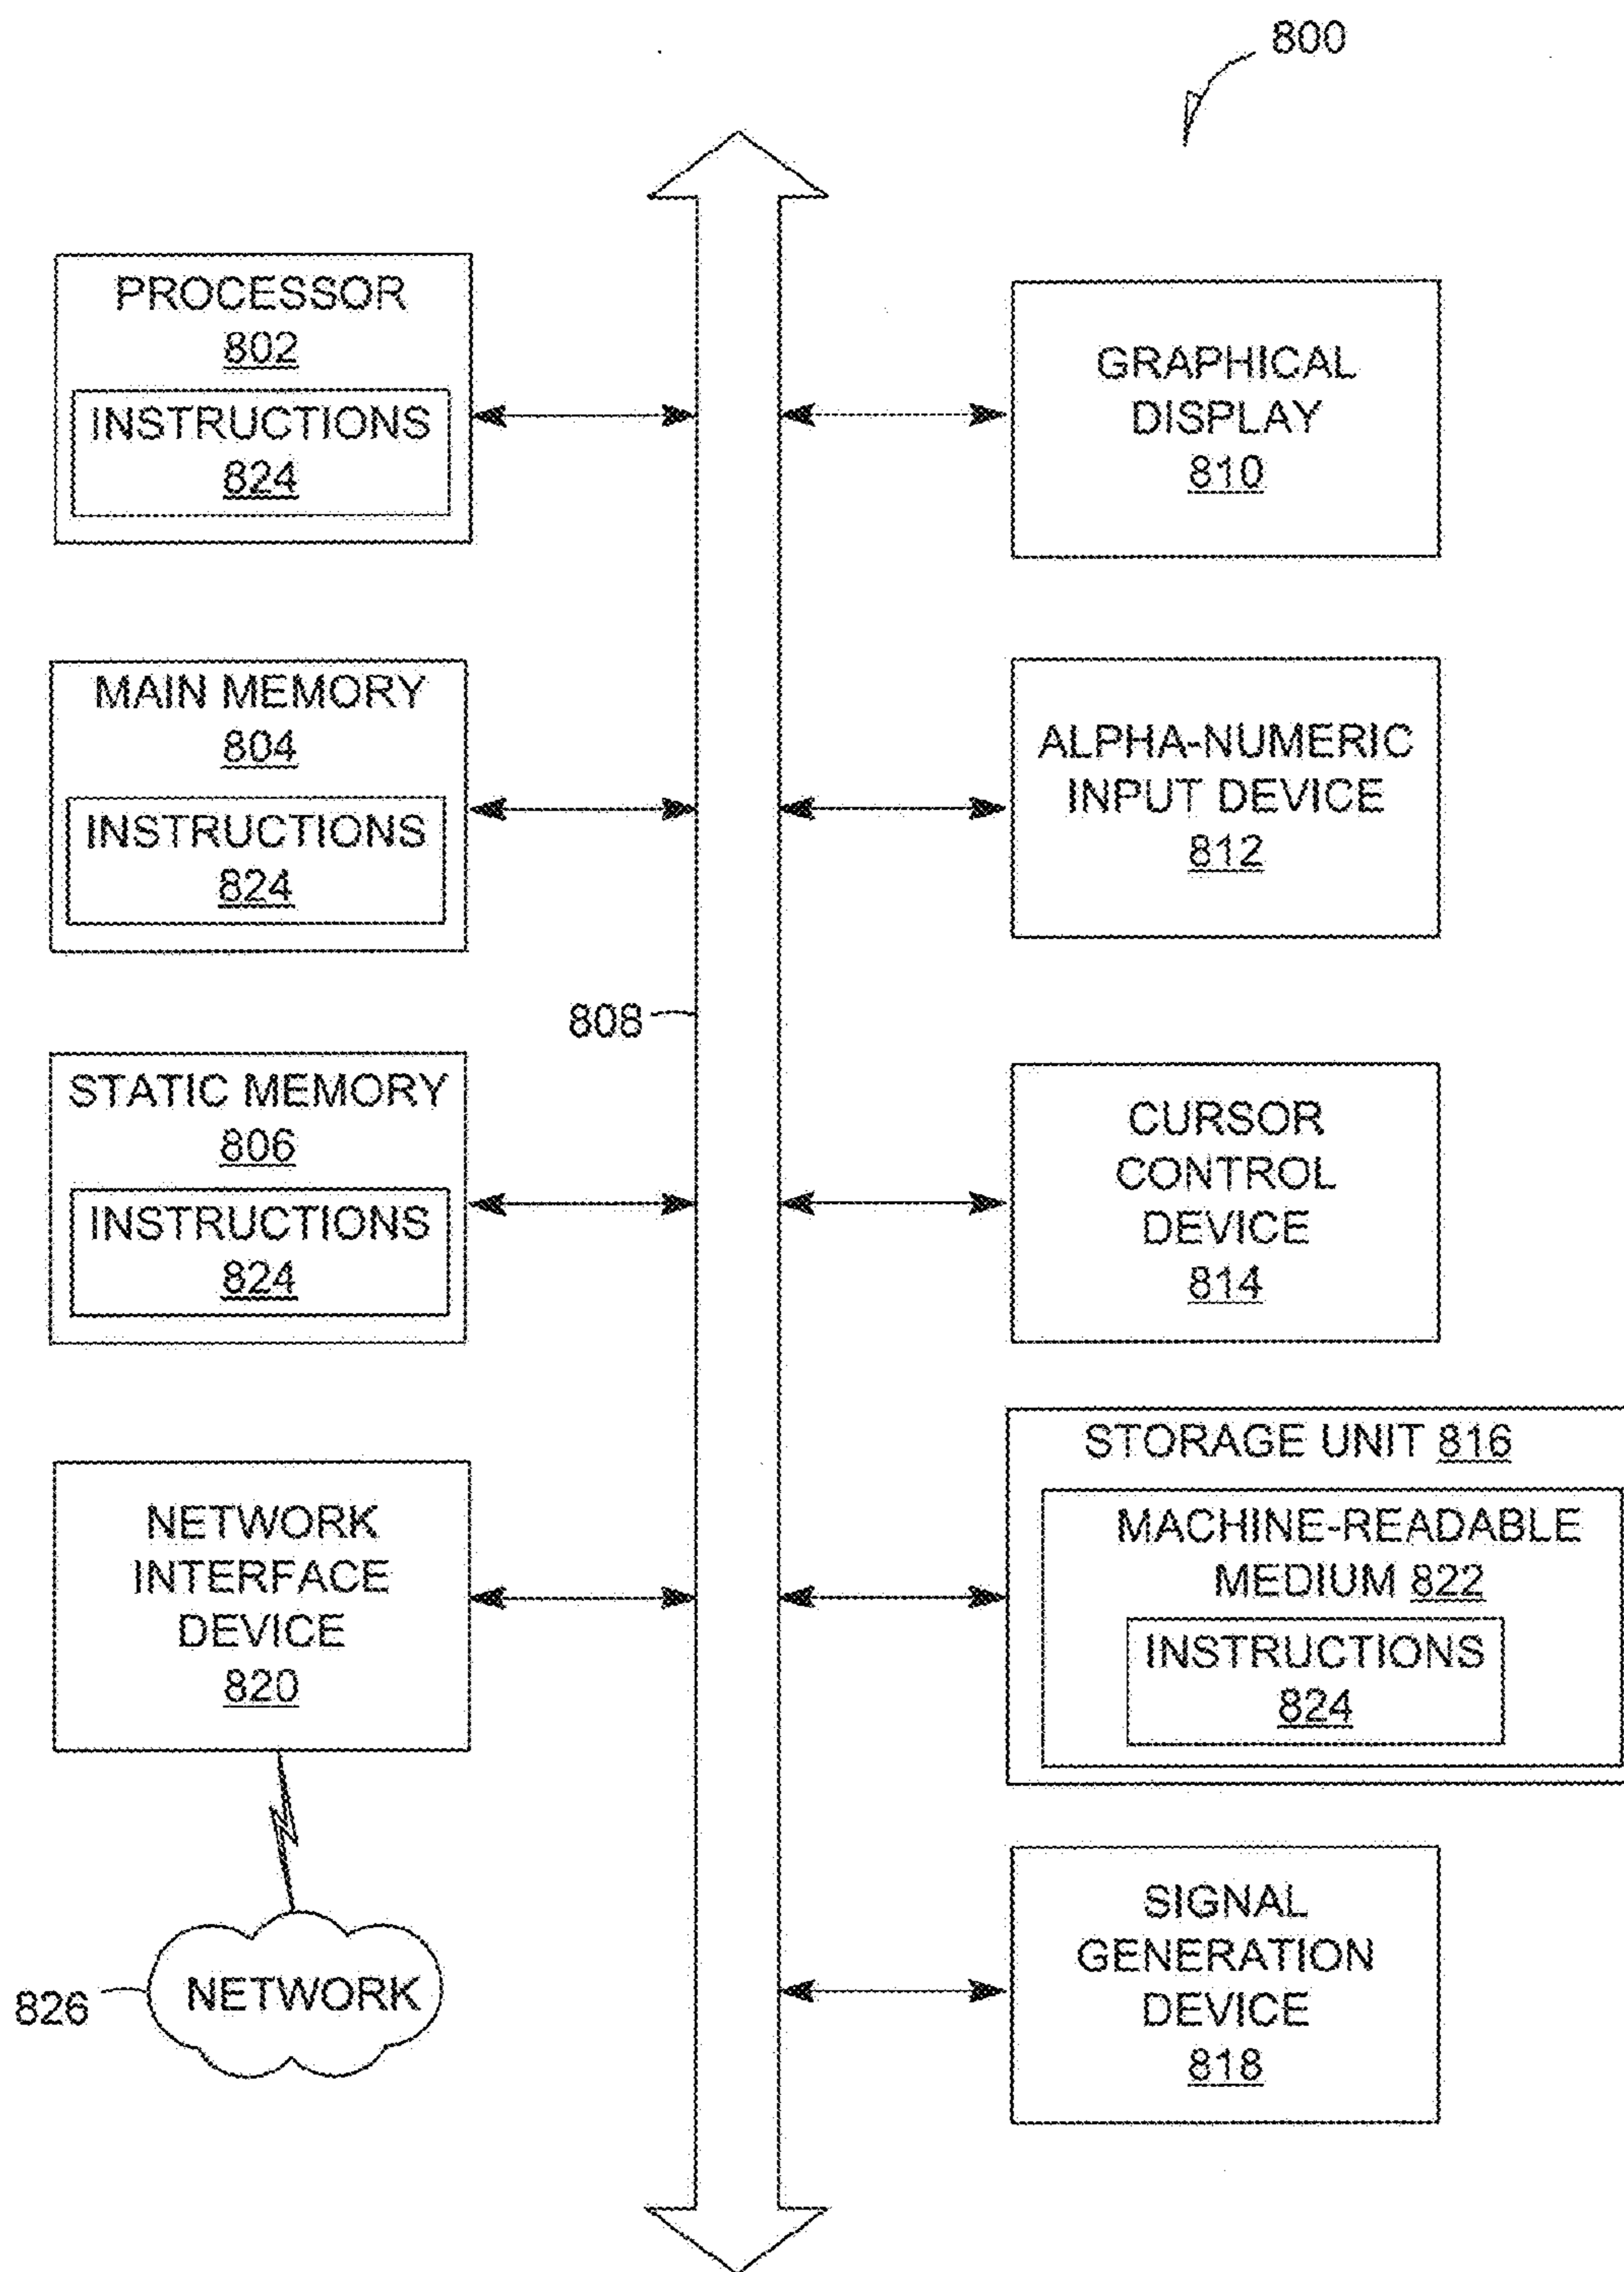 800
PROCESSOR
802
INSTRUCTIONS
824
MAIN MEMORY
804
INSTRUCTIONS
824
808
STATIC MEMORY
806
INSTRUCTIONS
824
NETWORK
INTERFACE
DEVICE
820
826
NETWORK
GRAPHICAL
DISPLAY
810
ALPHA-NUMERIC
INPUT DEVICE
812
CURSOR
CONTROL
DEVICE
814
STORAGE UNIT 816
MACHINE-READABLE
MEDIUM 822
INSTRUCTIONS
824
SIGNAL
GENERATION
DEVICE
818